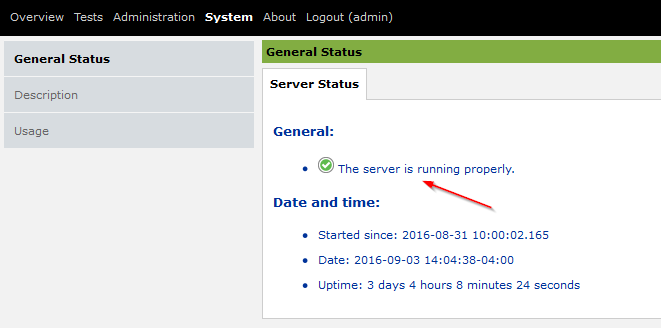 Overview Tests Administration System About Logout (admin)
General Status
Description
Usage
General Status
Server Status
General:
The server is running properly.
Date and time:
Started since: 2016-08-31 10:00:02.165
Date: 2016-09-03 14:04:38-04:00
Uptime: 3 days 4 hours 8 minutes 24 seconds